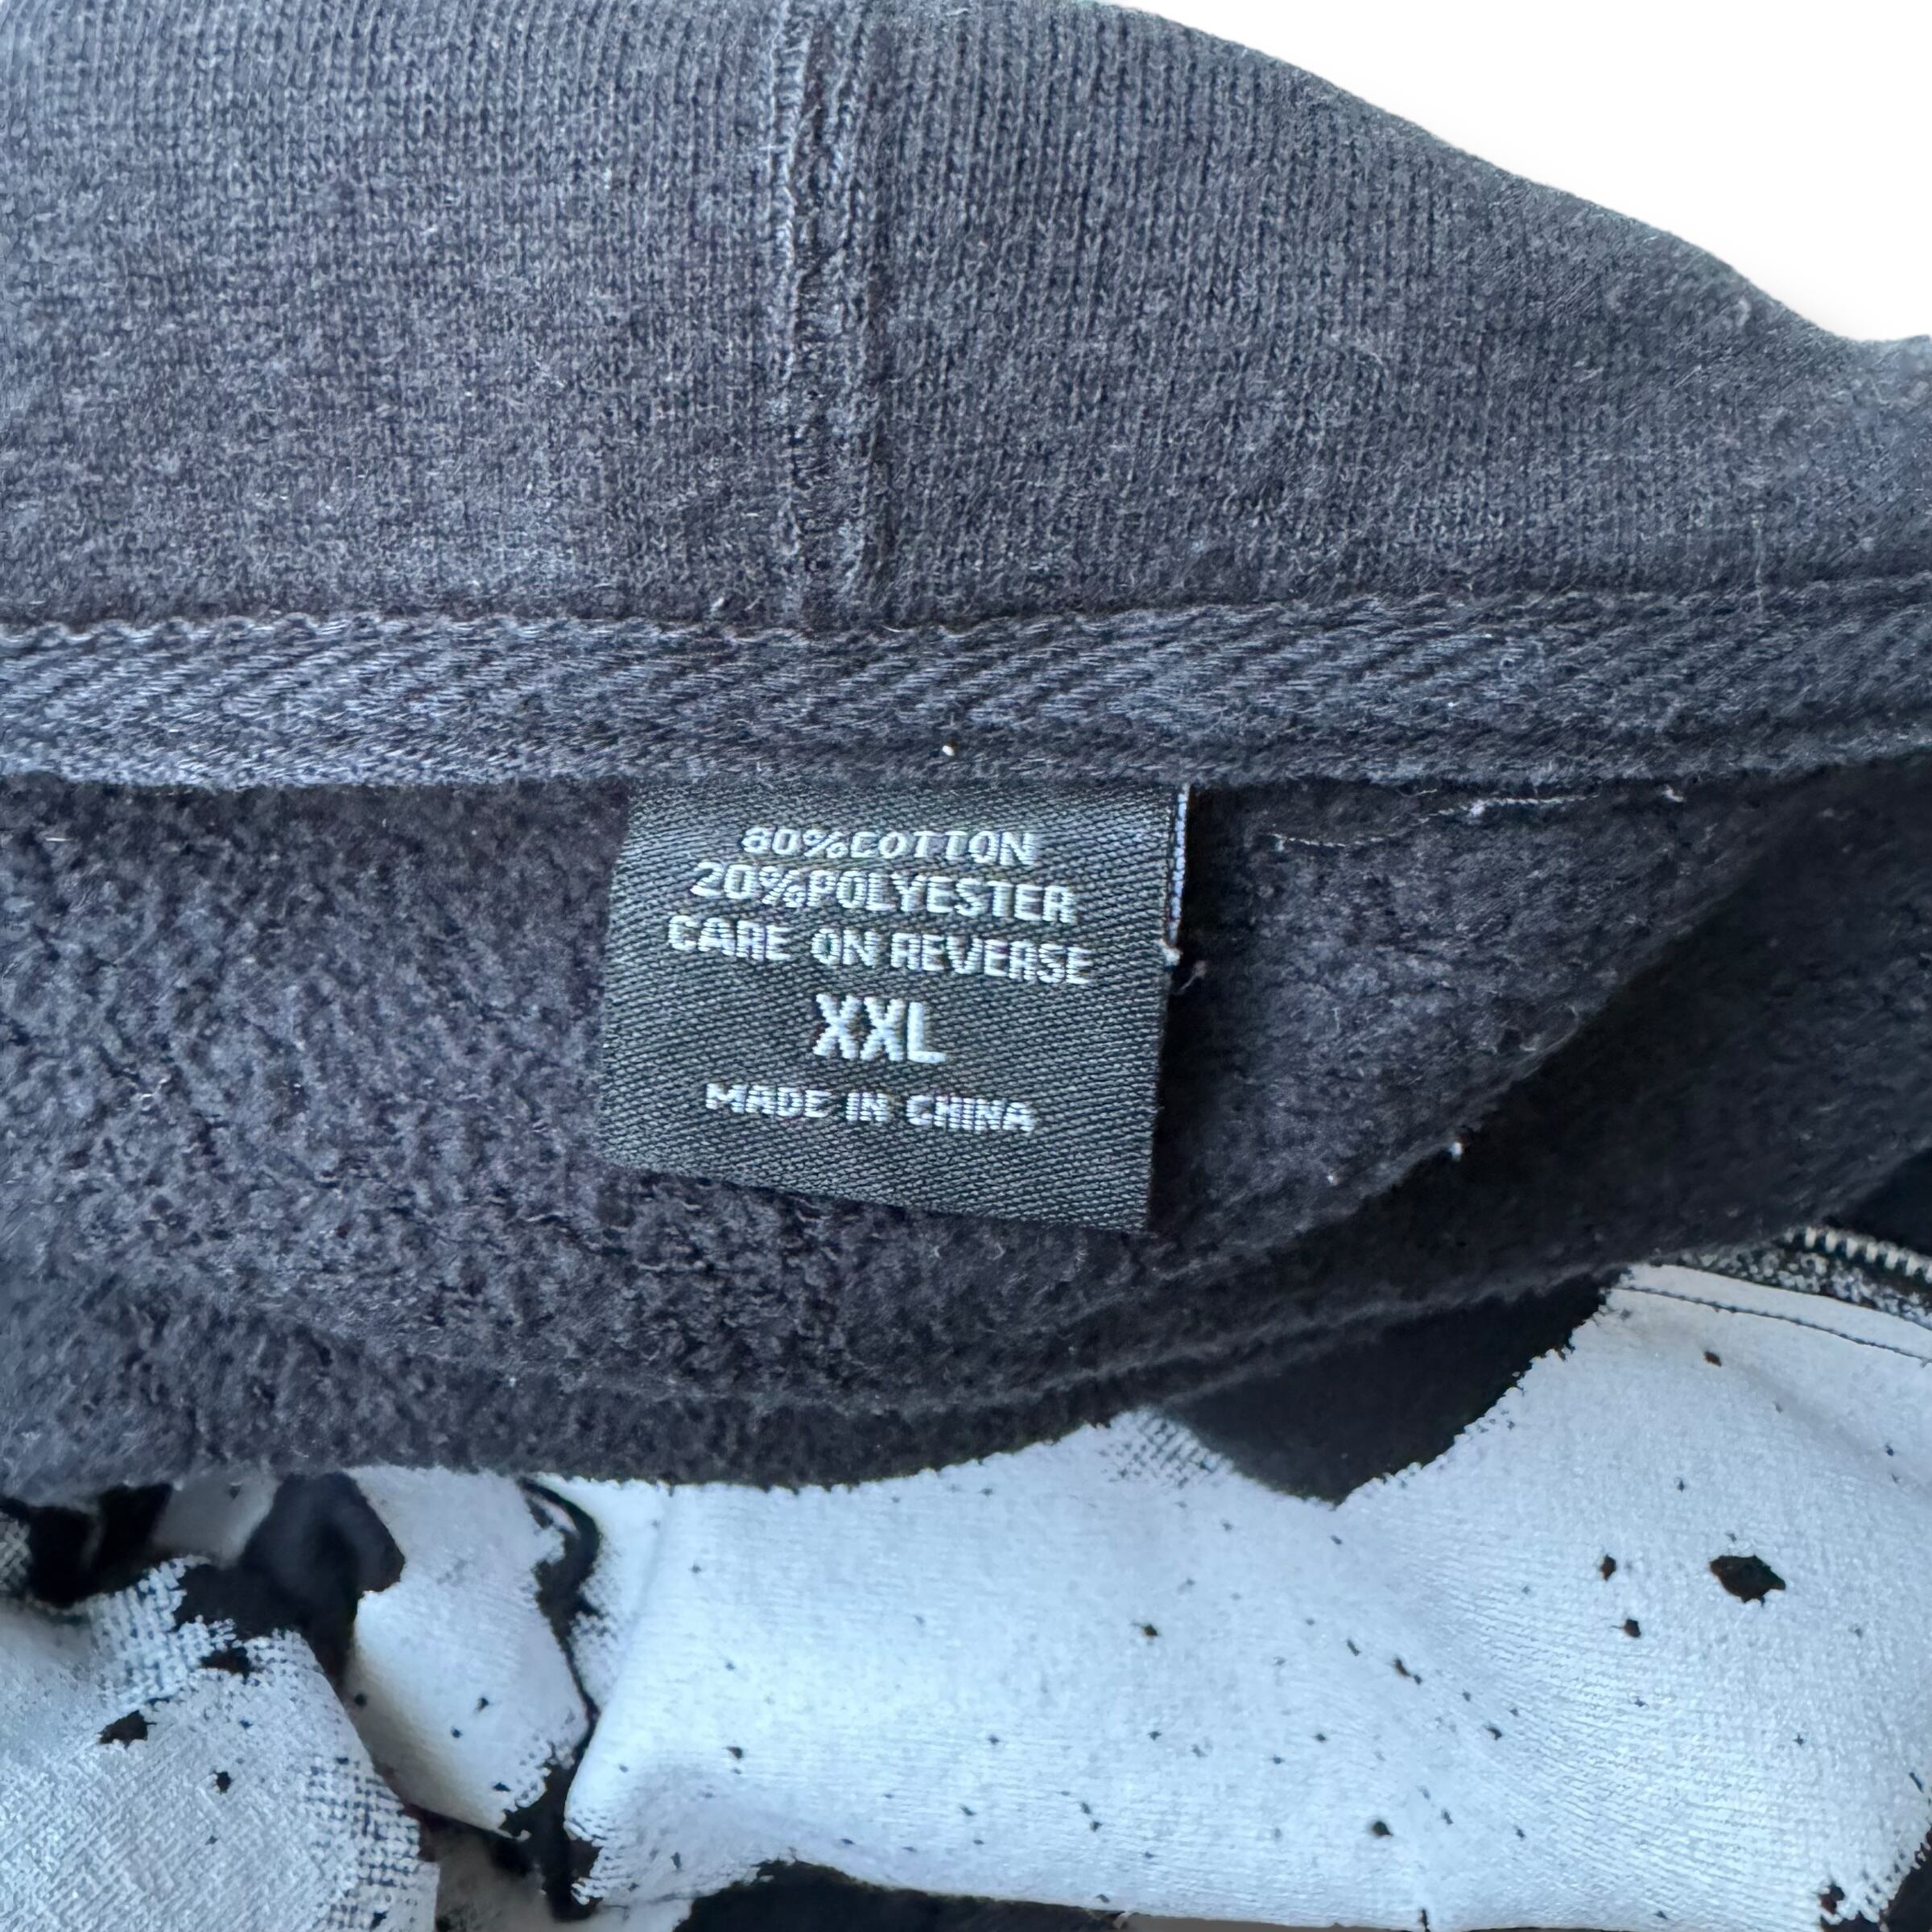 80%COTTON
20%POLYESTER
CARE ON REVERSE
XXL
MADE IN CHINA